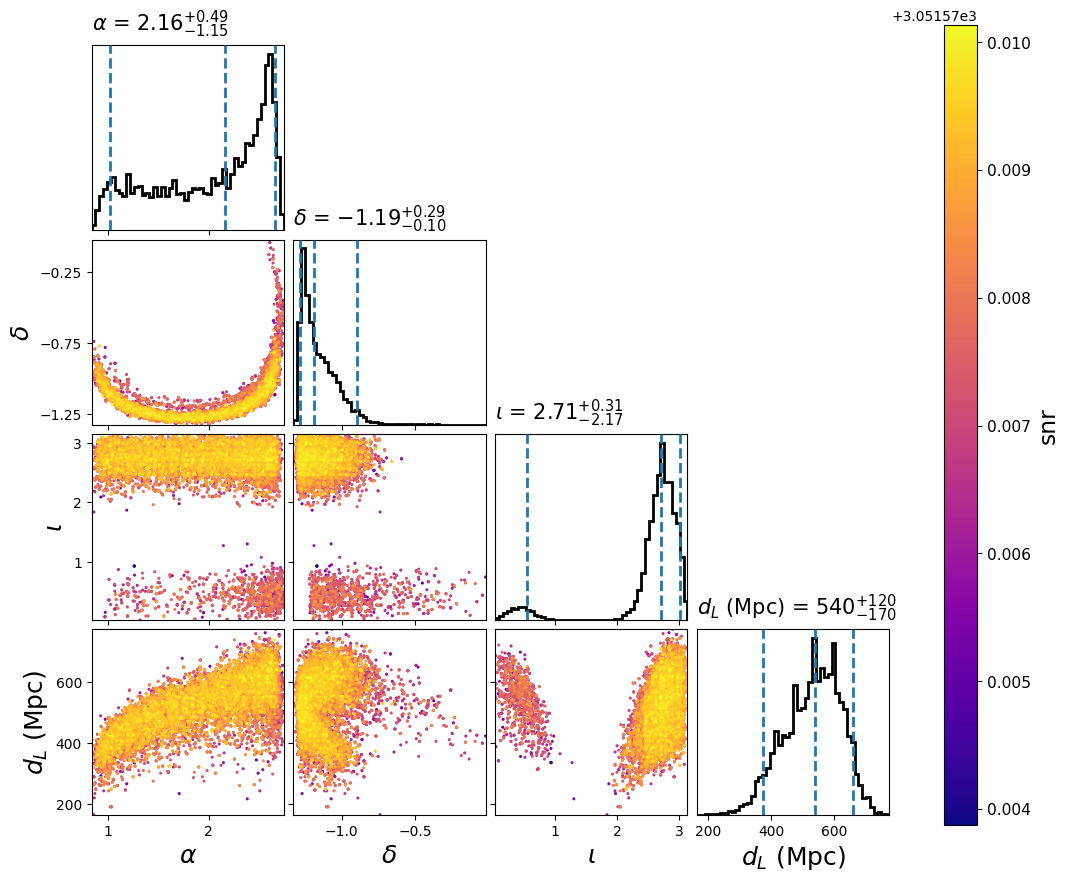 +3.05157e3
α = 2.16 +0.49 −1.15
0.010
0.009
δ = −1.19 +0.29 −0.10
−0.25
0.008
δ
−0.75
−1.25
0.007
ι = 2.71 +0.31 −2.17
snr
3
2
ι
0.006
1
d_L (Mpc) = 540 +120 −170
0.005
600
d_L (Mpc)
400
200
0.004
1 2 −1.0 −0.5 1 2 3 200 400 600
α δ ι d_L (Mpc)